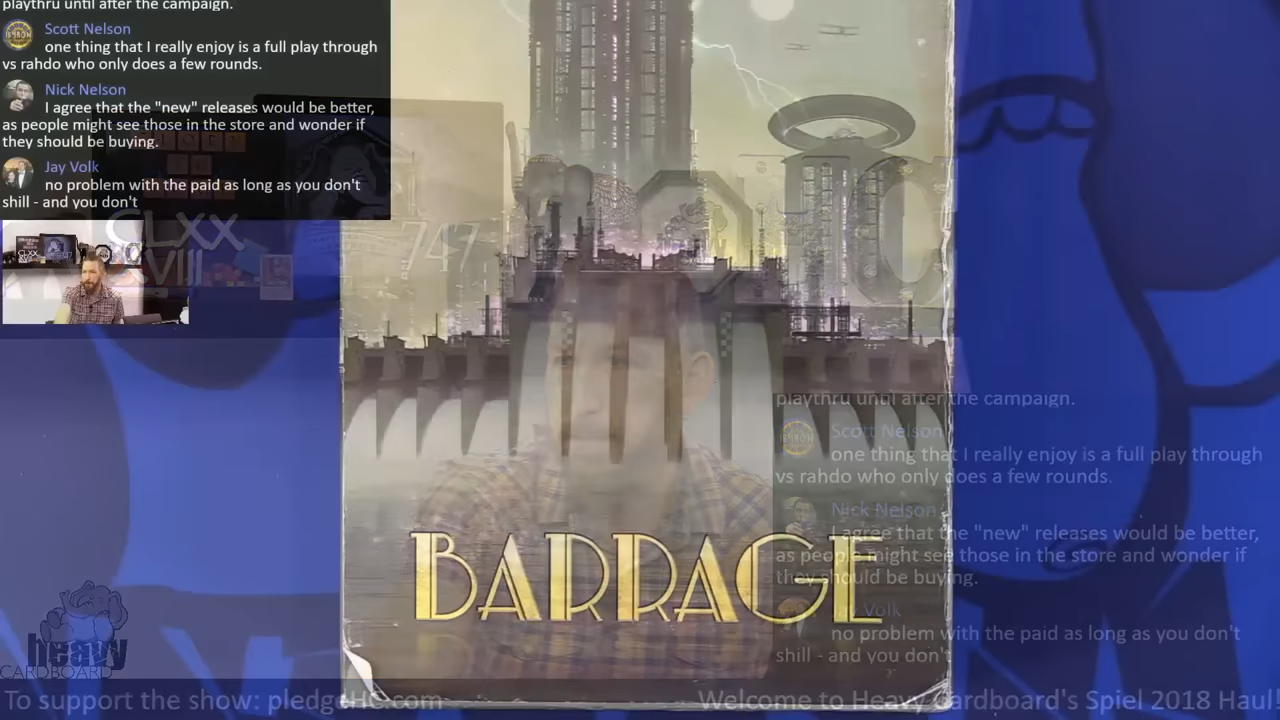 playthru until after the campaign.
Scott Nelson
one thing that I really enjoy is a full play through
vs rahdo who only does a few rounds.
Nick Nelson
I agree that the "new" releases would be better,
as people might see those in the store and wonder if
they should be buying.
Jay Volk
no problem with the paid as long as you don't
shill - and you don't
CLXX
XVIII
747
BARRAGE
playthru until after the campaign.
Scott Nelson
one thing that I really enjoy is a full play through
vs rahdo who only does a few rounds.
Nick Nelson
I agree that the "new" releases would be better,
as people might see those in the store and wonder if
they should be buying.
Volk
no problem with the paid as long as you don't
shill - and you don't
heavy
CARDBOARD
To support the show: pledgeHC.com
Welcome to Heavy Cardboard's Spiel 2018 Haul!